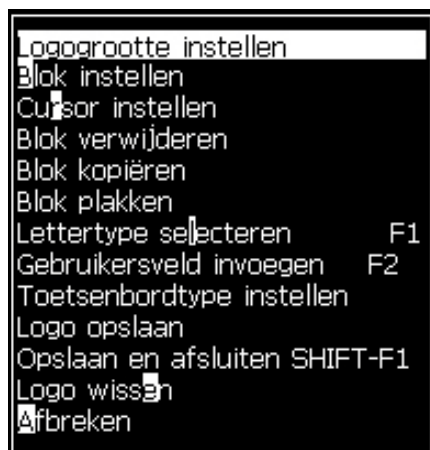 Logogrootte instellen
Blok instellen
Cursor instellen
Blok verwijderen
Blok kopiëren
Blok plakken
Lettertype selecteren F1
Gebruikersveld invoegen F2
Toetsenbordtype instellen
Logo opslaan
Opslaan en afsluiten SHIFT-F1
Logo wissen
Afbreken